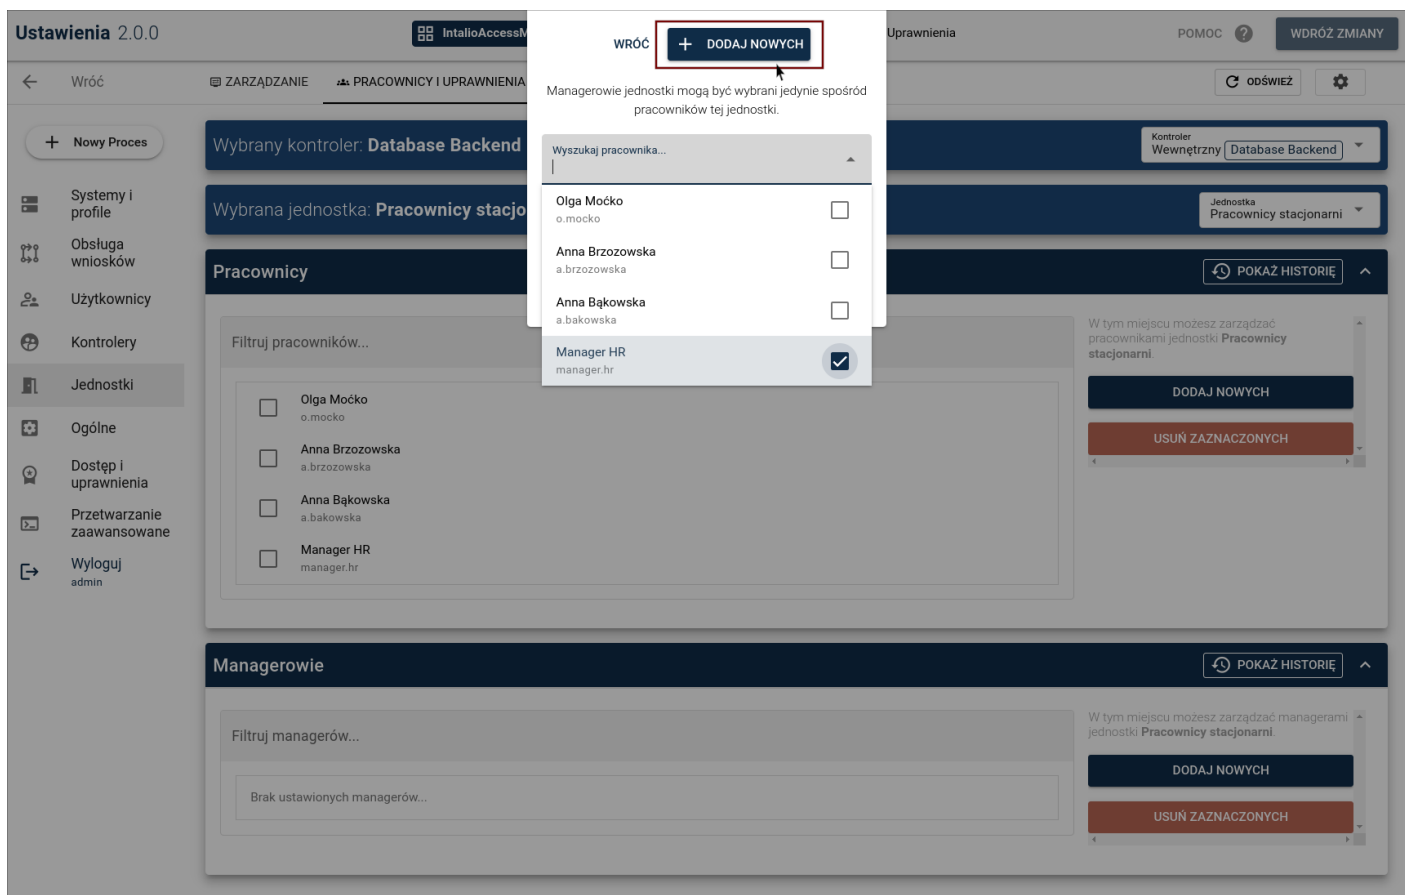 Ustawienia 2.0.0
IntalioAccessM
Uprawnienia
POMOC
WDRÓŻ ZMIANY
WRÓĆ
DODAJ NOWYCH
Wróć
ZARZĄDZANIE
PRACOWNICY I UPRAWNIENIA
ODŚWIEŻ
Managerowie jednostki mogą być wybrani jedynie spośród
pracowników tej jednostki.
Nowy Proces
Wybrany kontroler: Database Backend
Kontroler
Wewnętrzny Database Backend
Wyszukaj pracownika...
Olga Moćko
o.mocko
Anna Brzozowska
a.brzozowska
Anna Bąkowska
a.bakowska
Manager HR
manager.hr
Systemy i
profile
Obsługa
wniosków
Użytkownicy
Kontrolery
Jednostki
Ogólne
Dostęp i
uprawnienia
Przetwarzanie
zaawansowane
Wyloguj
admin
Wybrana jednostka: Pracownicy stacjo
Jednostka
Pracownicy stacjonarni
Pracownicy
POKAŻ HISTORIĘ
Filtruj pracowników...
W tym miejscu możesz zarządzać
pracownikami jednostki Pracownicy
stacjonarni.
DODAJ NOWYCH
USUŃ ZAZNACZONYCH
Olga Moćko
o.mocko
Anna Brzozowska
a.brzozowska
Anna Bąkowska
a.bakowska
Manager HR
manager.hr
Managerowie
POKAŻ HISTORIĘ
Filtruj managerów...
W tym miejscu możesz zarządzać managerami
jednostki Pracownicy stacjonarni.
DODAJ NOWYCH
USUŃ ZAZNACZONYCH
Brak ustawionych managerów...